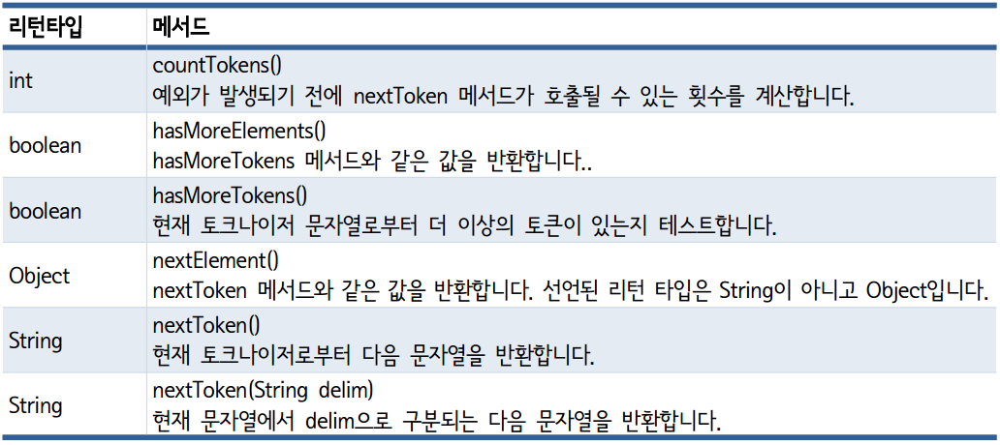 리턴타입 메서드
int
countTokens()
예외가 발생되기 전에 nextToken 메서드가 호출될 수 있는 횟수를 계산합니다.
boolean
hasMoreElements()
hasMoreTokens 메서드와 같은 값을 반환합니다..
boolean
hasMoreTokens()
현재 토크나이저 문자열로부터 더 이상의 토큰이 있는지 테스트합니다.
Object
nextElement()
nextToken 메서드와 같은 값을 반환합니다. 선언된 리턴 타입은 String이 아니고 Object입니다.
String
nextToken()
현재 토크나이저로부터 다음 문자열을 반환합니다.
String
nextToken(String delim)
현재 문자열에서 delim으로 구분되는 다음 문자열을 반환합니다.